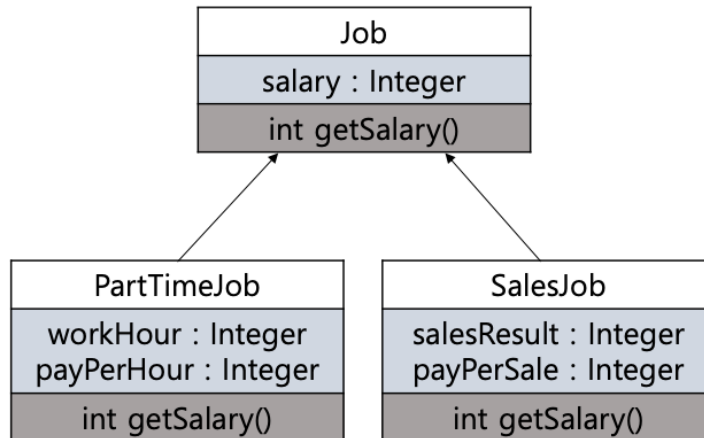 Job
salary : Integer
int getSalary()
PartTimeJob
workHour : Integer
payPerHour : Integer
int getSalary()
SalesJob
salesResult : Integer
payPerSale : Integer
int getSalary()